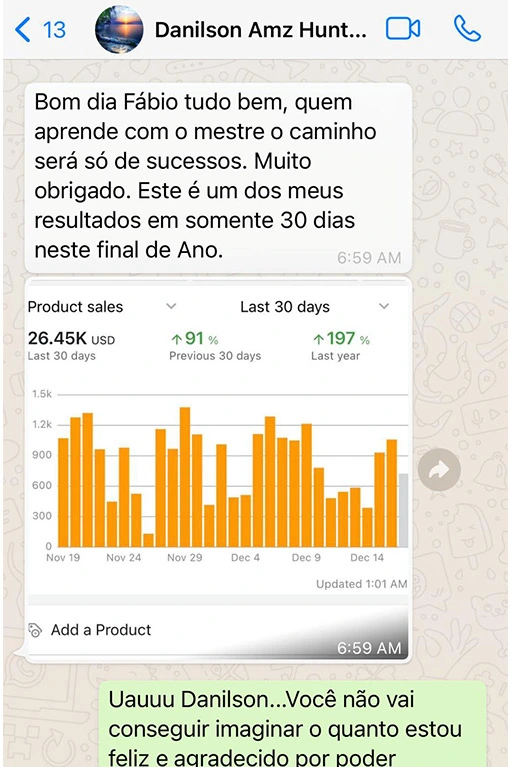 13
Danilson Amz Hunt...
Bom dia Fábio tudo bem, quem
aprende com o mestre o caminho
será só de sucessos. Muito
obrigado. Este é um dos meus
resultados em somente 30 dias
neste final de Ano.
6:59 AM
Product sales
Last 30 days
26.45K USD
↑91 %
↑197 %
Last 30 days
Previous 30 days
Last year
1.5k
1.2k
900
600
300
0
Nov 19
Nov 24
Nov 29
Dec 4
Dec 9
Dec 14
Updated 1:01 AM
Add a Product
6:59 AM
Uauuu Danilson...Você não vai
conseguir imaginar o quanto estou
feliz e agradecido por poder